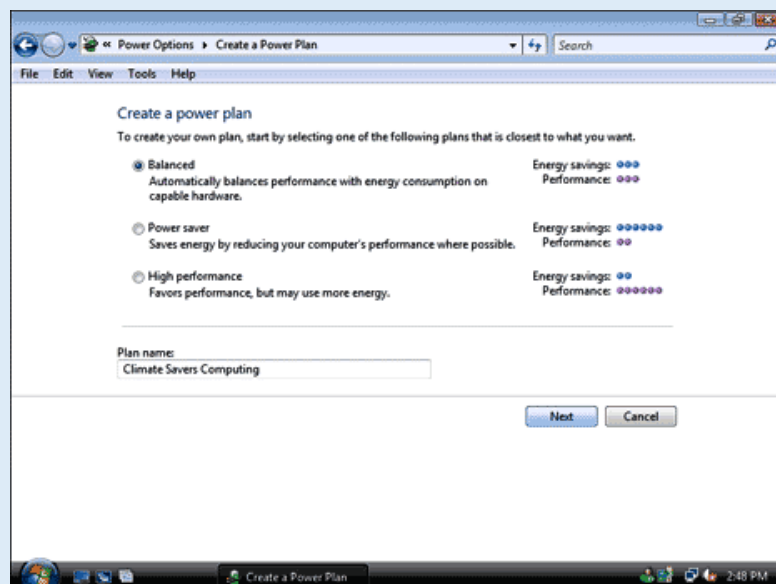 « Power Options ▸ Create a Power Plan
Search
File Edit View Tools Help
Create a power plan
To create your own plan, start by selecting one of the following plans that is closest to what you want.
Balanced
Energy savings:
Automatically balances performance with energy consumption on
Performance:
capable hardware.
Power saver
Energy savings:
Saves energy by reducing your computer's performance where possible.
Performance:
High performance
Energy savings:
Favors performance, but may use more energy.
Performance:
Plan name:
Climate Savers Computing
Next Cancel
Create a Power Plan
2:48 PM